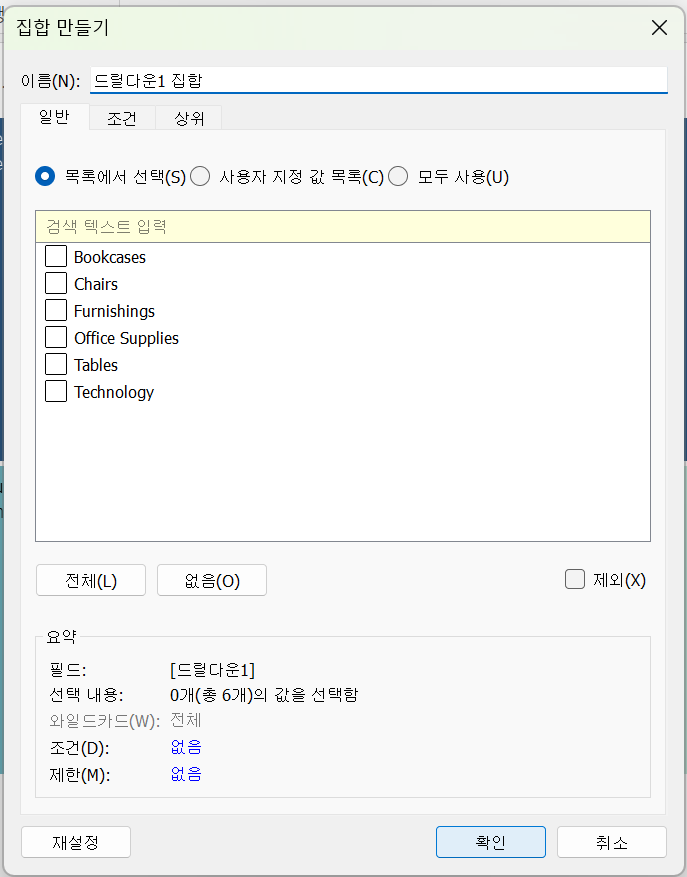 집합 만들기
이름(N): 드릴다운1 집합
일반 조건 상위
목록에서 선택(S) 사용자 지정 값 목록(C) 모두 사용(U)
검색 텍스트 입력
Bookcases
Chairs
Furnishings
Office Supplies
Tables
Technology
전체(L) 없음(O) 제외(X)
요약
필드: [드릴다운1]
선택 내용: 0개(총 6개)의 값을 선택함
와일드카드(W): 전체
조건(D): 없음
제한(M): 없음
재설정 확인 취소